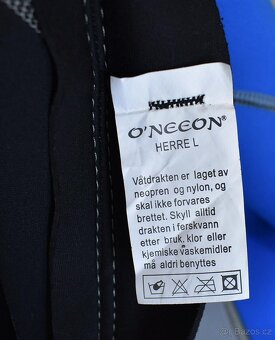 O'NEEON®
HERRE L
Våtdrakten er laget av
neopren og nylon, og
skal ikke forvares
brettet. Skyll alltid
drakten i ferskvann
etter bruk, klor eller
kjemiske vaskemidler
må aldri benyttes